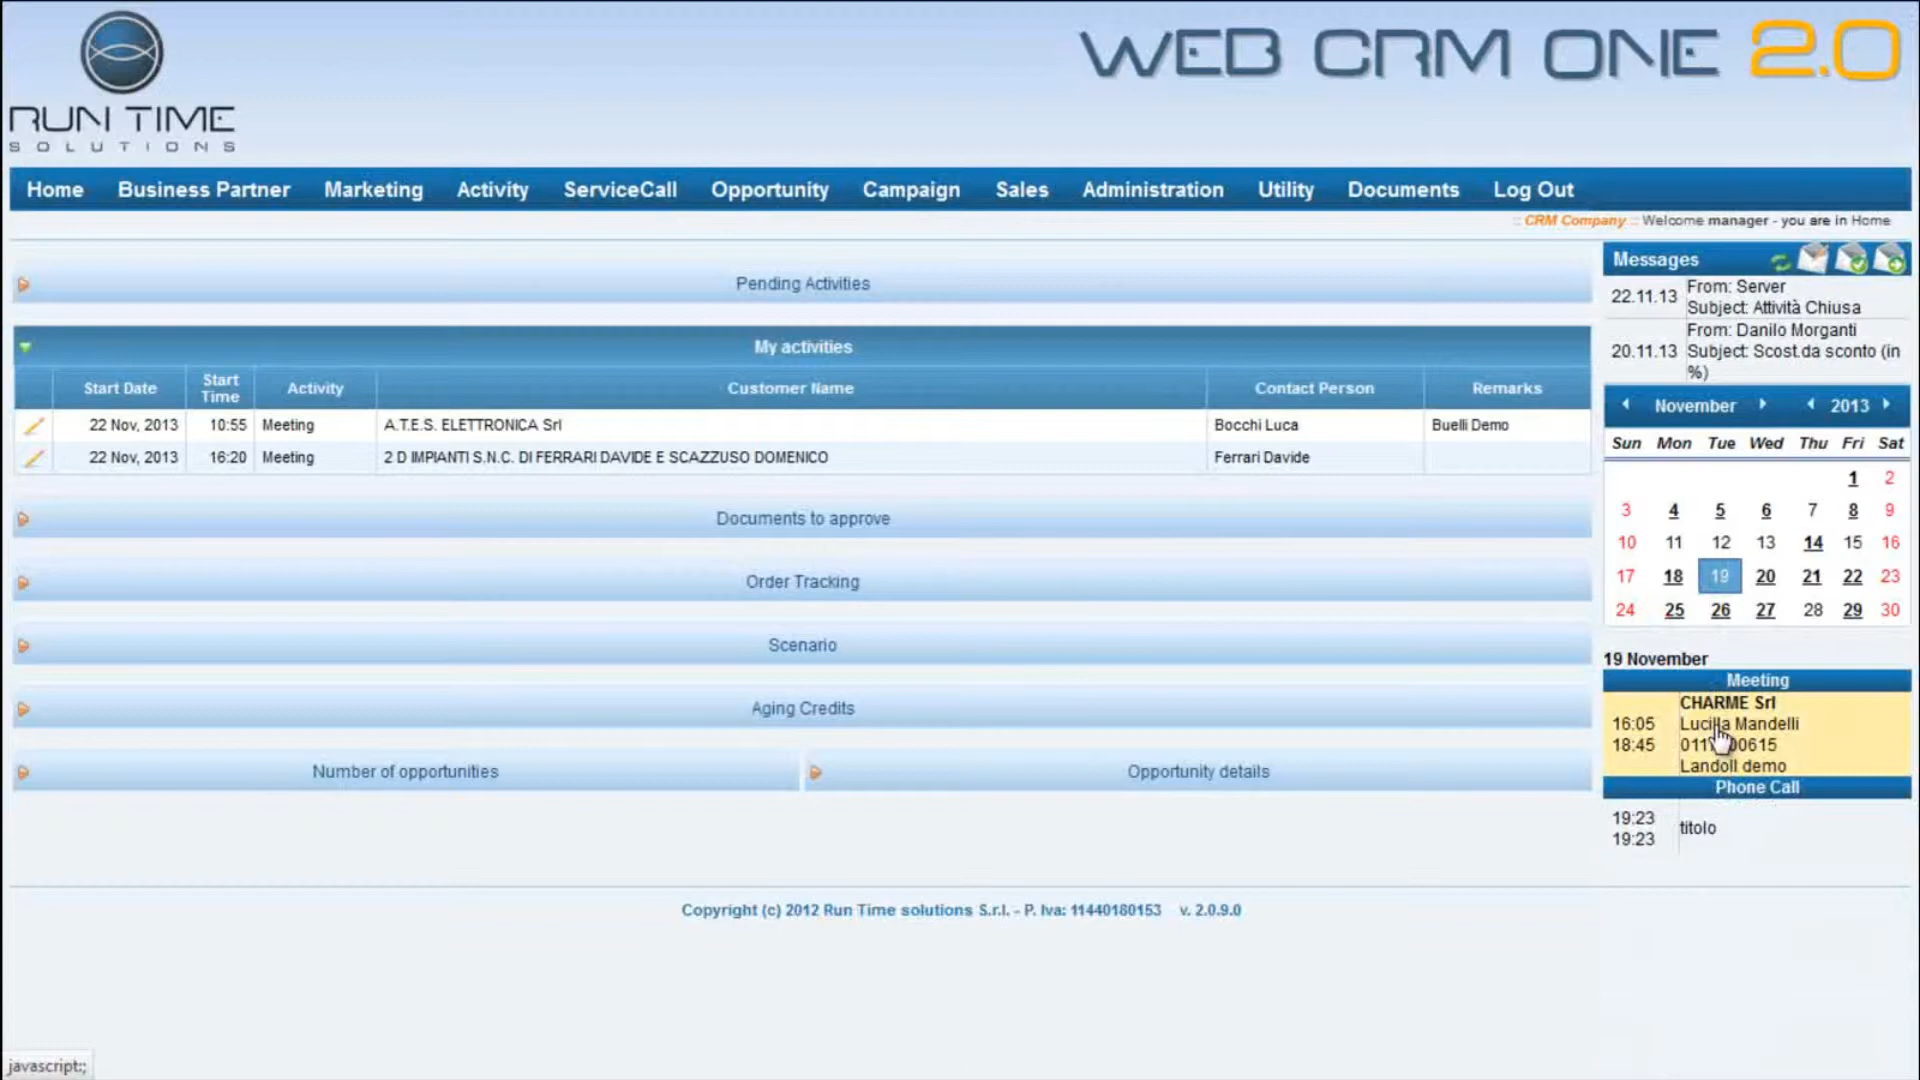 RUN TIME
SOLUTIONS
WEB CRM ONE 2.0
Home Business Partner Marketing Activity ServiceCall Opportunity Campaign Sales Administration Utility Documents Log Out
:: CRM Company :: Welcome manager - you are in Home
Pending Activities
My activities
Start Date Start Time Activity Customer Name Contact Person Remarks
22 Nov, 2013 10:55 Meeting A.T.E.S. ELETTRONICA Srl Bocchi Luca Buelli Demo
22 Nov, 2013 16:20 Meeting 2 D IMPIANTI S.N.C. DI FERRARI DAVIDE E SCAZZUSO DOMENICO Ferrari Davide
Documents to approve
Order Tracking
Scenario
Aging Credits
Number of opportunities Opportunity details
Messages
22.11.13 From: Server
Subject: Attività Chiusa
20.11.13 From: Danilo Morganti
Subject: Scost.da sconto (in
%)
November 2013
Sun Mon Tue Wed Thu Fri Sat
1 2
3 4 5 6 7 8 9
10 11 12 13 14 15 16
17 18 19 20 21 22 23
24 25 26 27 28 29 30
19 November
Meeting
CHARME Srl
16:05 Lucilla Mandelli
18:45
Landoll demo
Phone Call
19:23
19:23 titolo
Copyright (c) 2012 Run Time solutions S.r.l. - P. Iva: 11440180153 v. 2.0.9.0
javascript:;